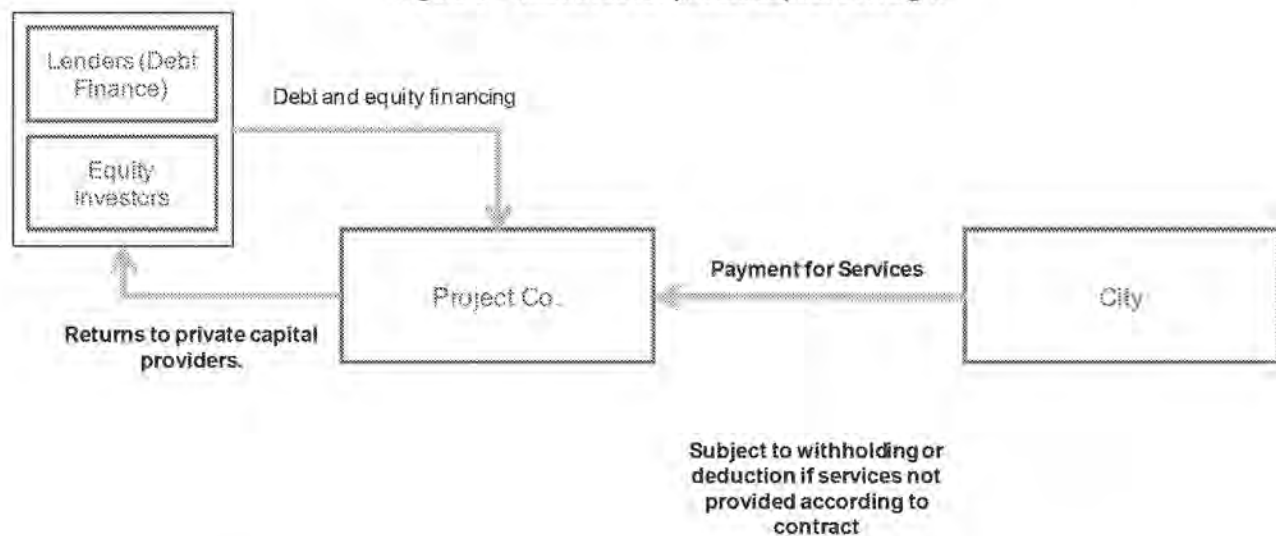 Lenders (Debt
Finance)
Equity
Investors
Debt and equity financing
Project Co.
Payment for Services
City
Returns to private capital
providers.
Subject to withholding or
deduction if services not
provided according to
contract